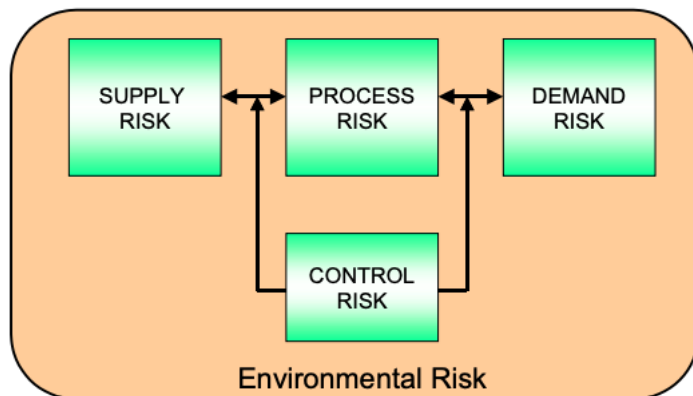 SUPPLY
RISK
PROCESS
RISK
DEMAND
RISK
CONTROL
RISK
Environmental Risk